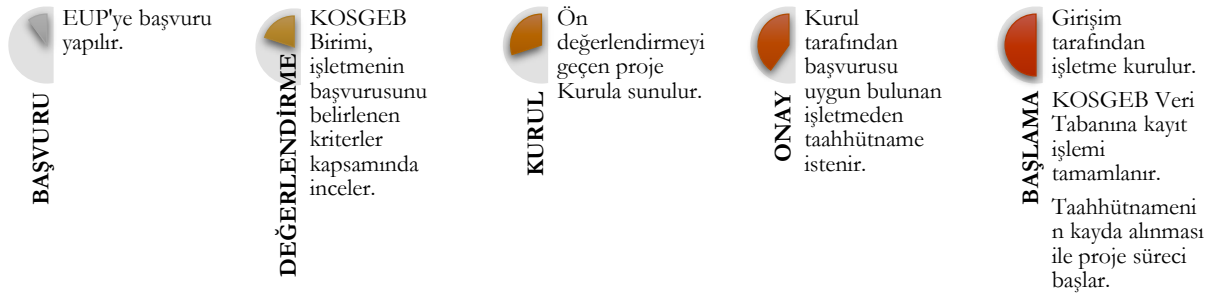 BAŞVURU
EUP'ye başvuru
yapılır.
DEĞERLENDİRME
KOSGEB
Birimi,
işletmenin
başvurusunu
belirlenen
kriterler
kapsamında
inceler.
KURUL
Ön
değerlendirmeyi
geçen proje
Kurula sunulur.
ONAY
Kurul
tarafından
başvurusu
uygun bulunan
işletmeden
taahhütname
istenir.
BAŞLAMA
Girişim
tarafından
işletme kurulur.
KOSGEB Veri
Tabanına kayıt
işlemi
tamamlanır.
Taahhütnameni
n kayda alınması
ile proje süreci
başlar.